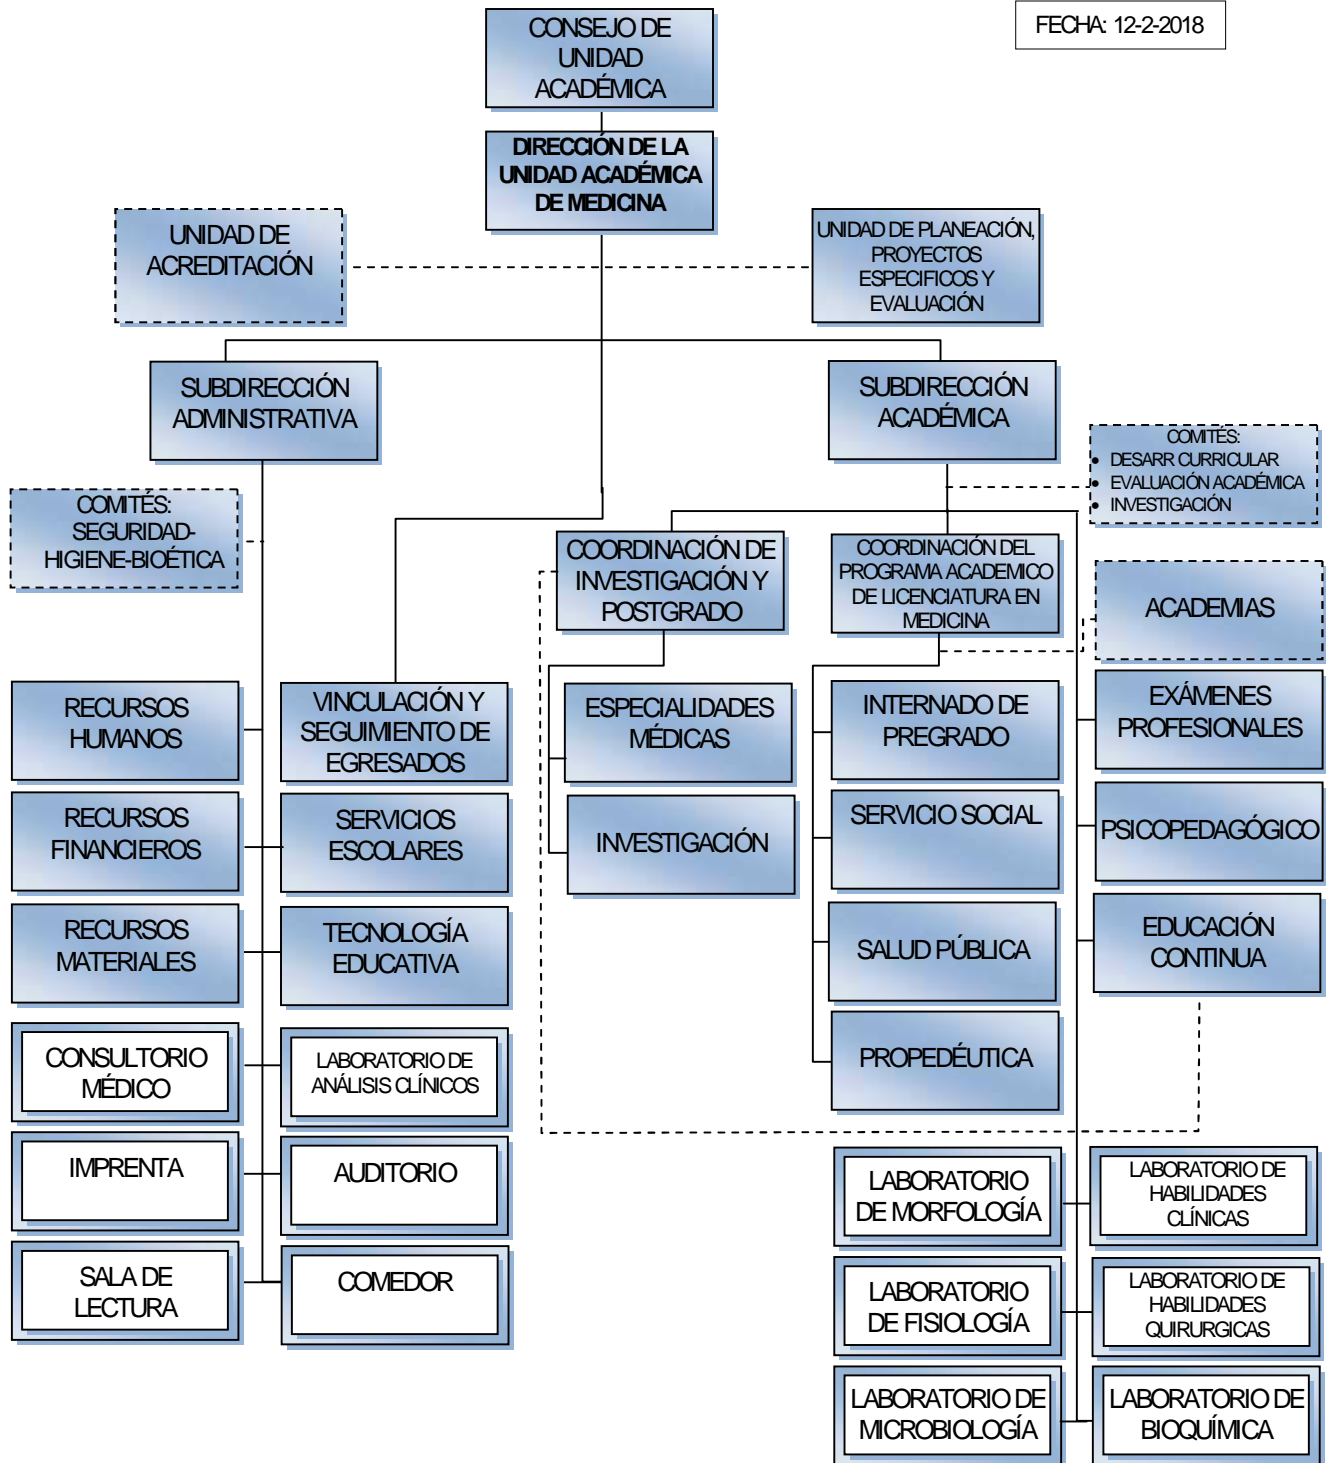 FECHA: 12-2-2018
CONSEJO DE
UNIDAD
ACADÉMICA
DIRECCIÓN DE LA
UNIDAD ACADÉMICA
DE MEDICINA
UNIDAD DE
ACREDITACIÓN
UNIDAD DE PLANEACIÓN,
PROYECTOS
ESPECIFICOS Y
EVALUACIÓN
SUBDIRECCIÓN
ADMINISTRATIVA
SUBDIRECCIÓN
ACADÉMICA
COMITÉS:
• DESARR CURRICULAR
• EVALUACIÓN ACADÉMICA
• INVESTIGACIÓN
COMITÉS:
SEGURIDAD-
HIGIENE-BIOÉTICA
COORDINACIÓN DE
INVESTIGACIÓN Y
POSTGRADO
COORDINACIÓN DEL
PROGRAMA ACADEMICO
DE LICENCIATURA EN
MEDICINA
ACADEMIAS
RECURSOS
HUMANOS
VINCULACIÓN Y
SEGUIMIENTO DE
EGRESADOS
ESPECIALIDADES
MÉDICAS
INTERNADO DE
PREGRADO
EXÁMENES
PROFESIONALES
RECURSOS
FINANCIEROS
SERVICIOS
ESCOLARES
INVESTIGACIÓN
SERVICIO SOCIAL
PSICOPEDAGÓGICO
RECURSOS
MATERIALES
TECNOLOGÍA
EDUCATIVA
SALUD PÚBLICA
EDUCACIÓN
CONTINUA
CONSULTORIO
MÉDICO
LABORATORIO DE
ANÁLISIS CLÍNICOS
PROPEDÉUTICA
IMPRENTA
AUDITORIO
LABORATORIO
DE MORFOLOGÍA
LABORATORIO DE
HABILIDADES
CLÍNICAS
SALA DE
LECTURA
COMEDOR
LABORATORIO
DE FISIOLOGÍA
LABORATORIO DE
HABILIDADES
QUIRURGICAS
LABORATORIO DE
MICROBIOLOGÍA
LABORATORIO DE
BIOQUÍMICA